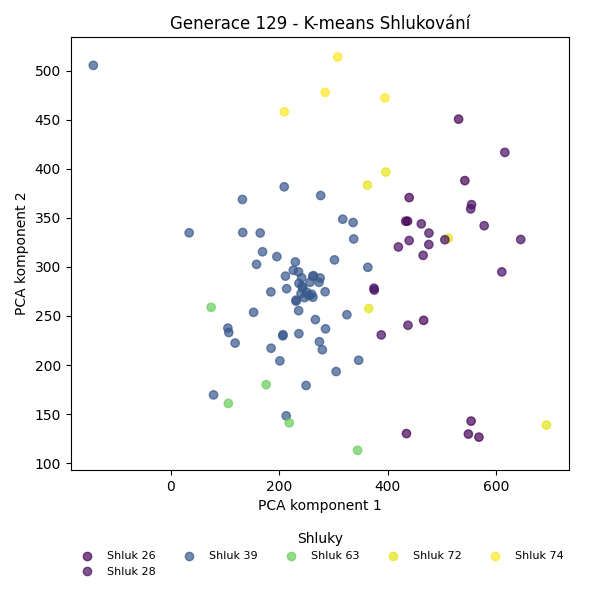 Generace 129 - K-means Shlukování
500
450
400
350
300
250
200
150
100
PCA komponent 2
0 200 400 600
PCA komponent 1
Shluky
Shluk 26 Shluk 39 Shluk 63 Shluk 72 Shluk 74
Shluk 28